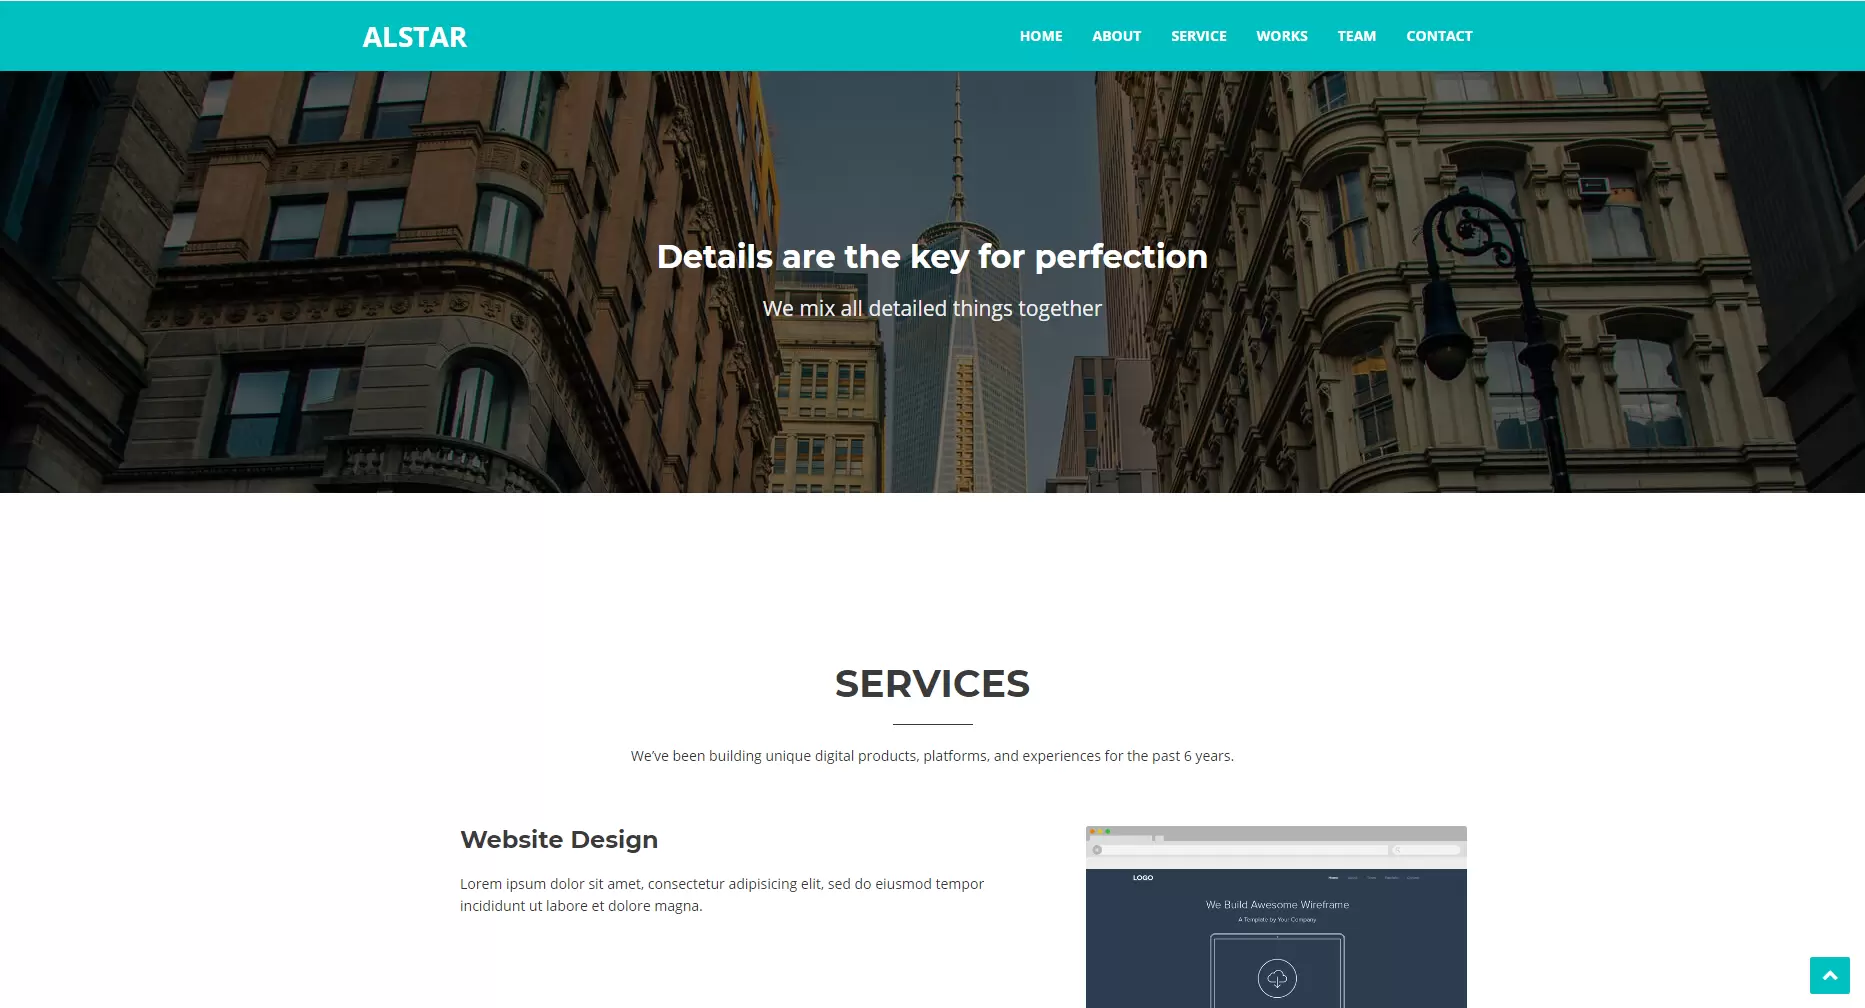 ALSTAR
HOME ABOUT SERVICE WORKS TEAM CONTACT
Details are the key for perfection
We mix all detailed things together
SERVICES
We've been building unique digital products, platforms, and experiences for the past 6 years.
Website Design
Lorem ipsum dolor sit amet, consectetur adipisicing elit, sed do eiusmod tempor
incididunt ut labore et dolore magna.
LOGO
We Build Awesome Wireframe
A Template by Your Company